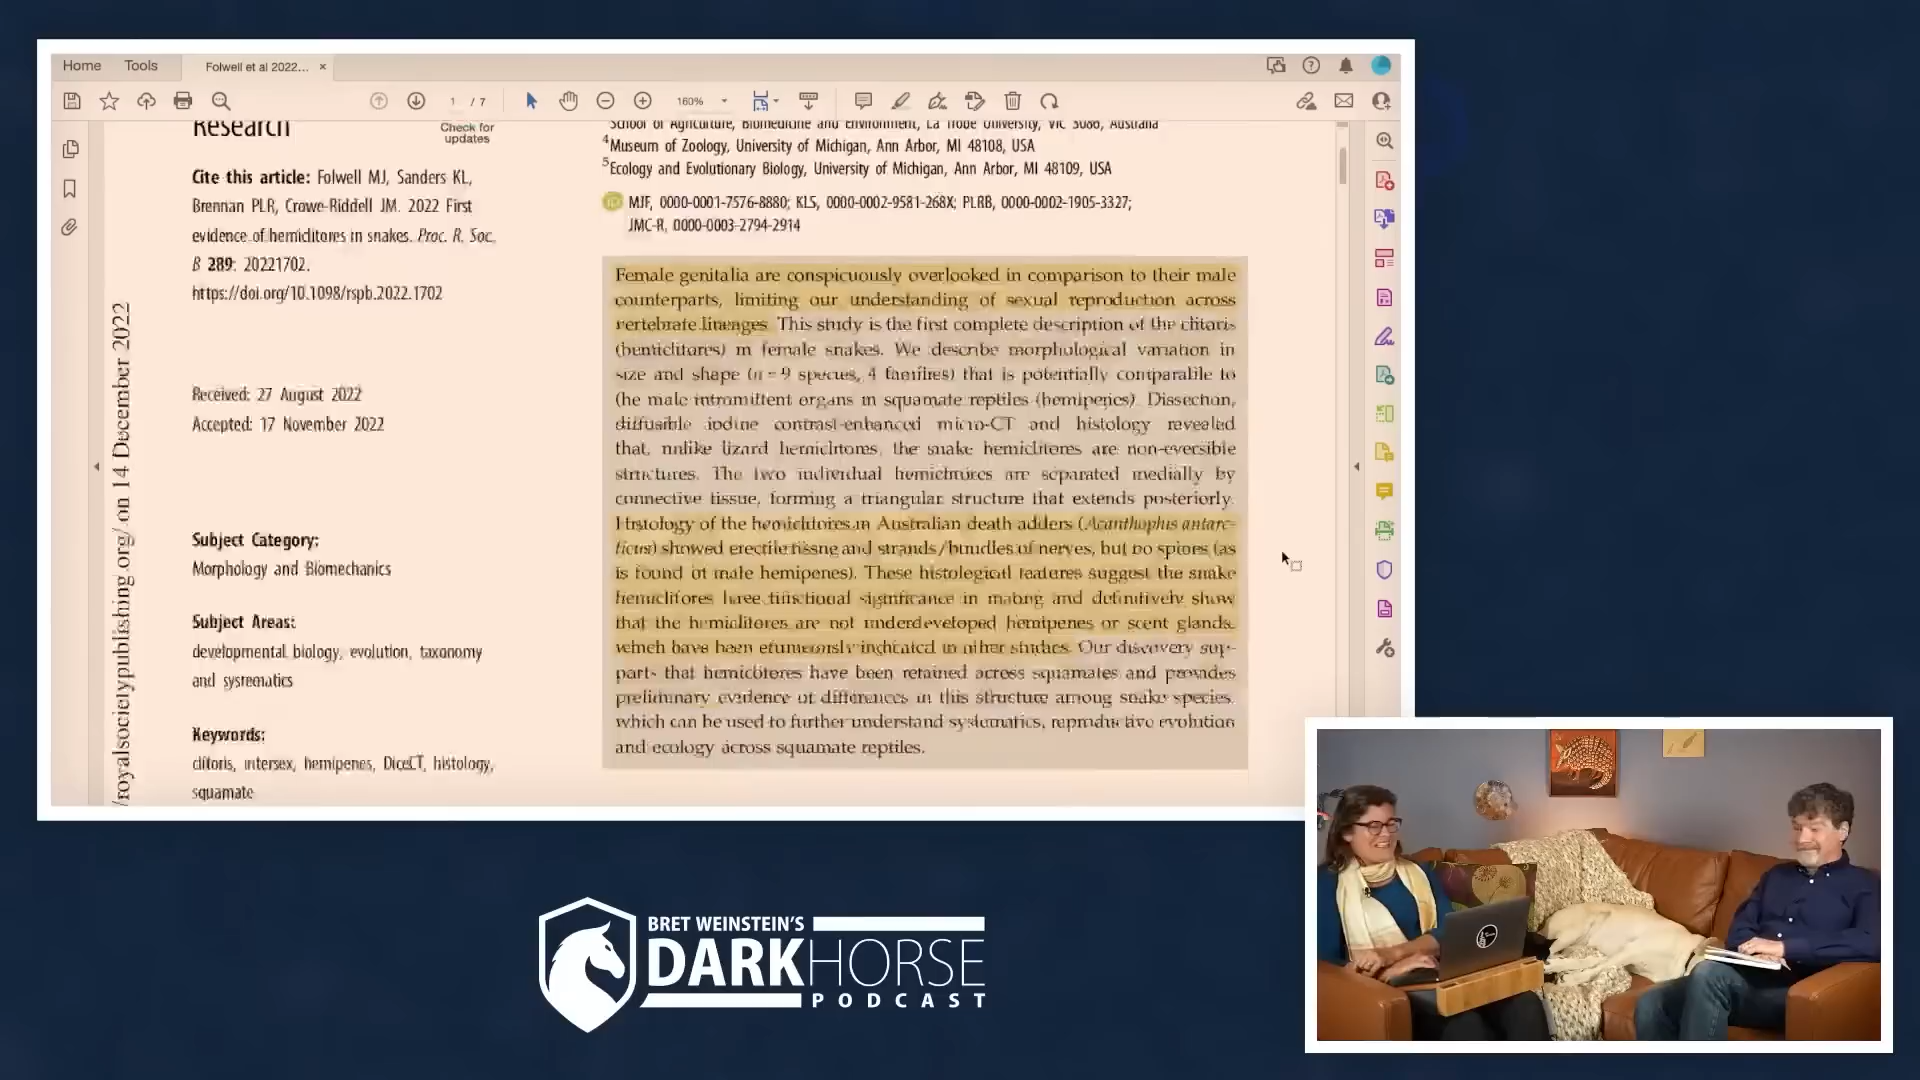 Home Tools Folwell et al 2022... ×
1 / 7 160%
Research
Check for
updates
Cite this article: Folwell MJ, Sanders KL,
Brennan PLR, Crowe-Riddell JM. 2022 First
evidence of hemiclitores in snakes. Proc. R. Soc.
B 289: 20221702.
https://doi.org/10.1098/rspb.2022.1702
Received: 27 August 2022
Accepted: 17 November 2022
Subject Category:
Morphology and Biomechanics
Subject Areas:
developmental biology, evolution, taxonomy
and systematics
Keywords:
clitoris, intersex, hemipenes, DiceCT, histology,
squamate
/royalsocietypublishing.org/ on 14 December 2022
School of Agriculture, Biomedicine and Environment, La Trobe University, VIC 3086, Australia
4Museum of Zoology, University of Michigan, Ann Arbor, MI 48108, USA
5Ecology and Evolutionary Biology, University of Michigan, Ann Arbor, MI 48109, USA
iD MJF, 0000-0001-7576-8880; KLS, 0000-0002-9581-268X; PLRB, 0000-0002-1905-3327;
JMC-R, 0000-0003-2794-2914
Female genitalia are conspicuously overlooked in comparison to their male
counterparts, limiting our understanding of sexual reproduction across
vertebrate lineages. This study is the first complete description of the clitoris
(hemiclitores) in female snakes. We describe morphological variation in
size and shape (n = 9 species, 4 families) that is potentially comparable to
the male intromittent organs in squamate reptiles (hemipenes). Dissection,
diffusible iodine contrast-enhanced micro-CT and histology revealed
that, unlike lizard hemiclitores, the snake hemiclitores are non-eversible
structures. The two individual hemiclitores are separated medially by
connective tissue, forming a triangular structure that extends posteriorly.
Histology of the hemiclitores in Australian death adders (Acanthophis antarc-
ticus) showed erectile tissue and strands/bundles of nerves, but no spines (as
is found in male hemipenes). These histological features suggest the snake
hemiclitores have functional significance in mating and definitively show
that the hemiclitores are not underdeveloped hemipenes or scent glands,
which have been erroneously indicated in other studies. Our discovery sup-
ports that hemiclitores have been retained across squamates and provides
preliminary evidence of differences in this structure among snake species,
which can be used to further understand systematics, reproductive evolution
and ecology across squamate reptiles.
BRET WEINSTEIN'S
DARKHORSE
PODCAST